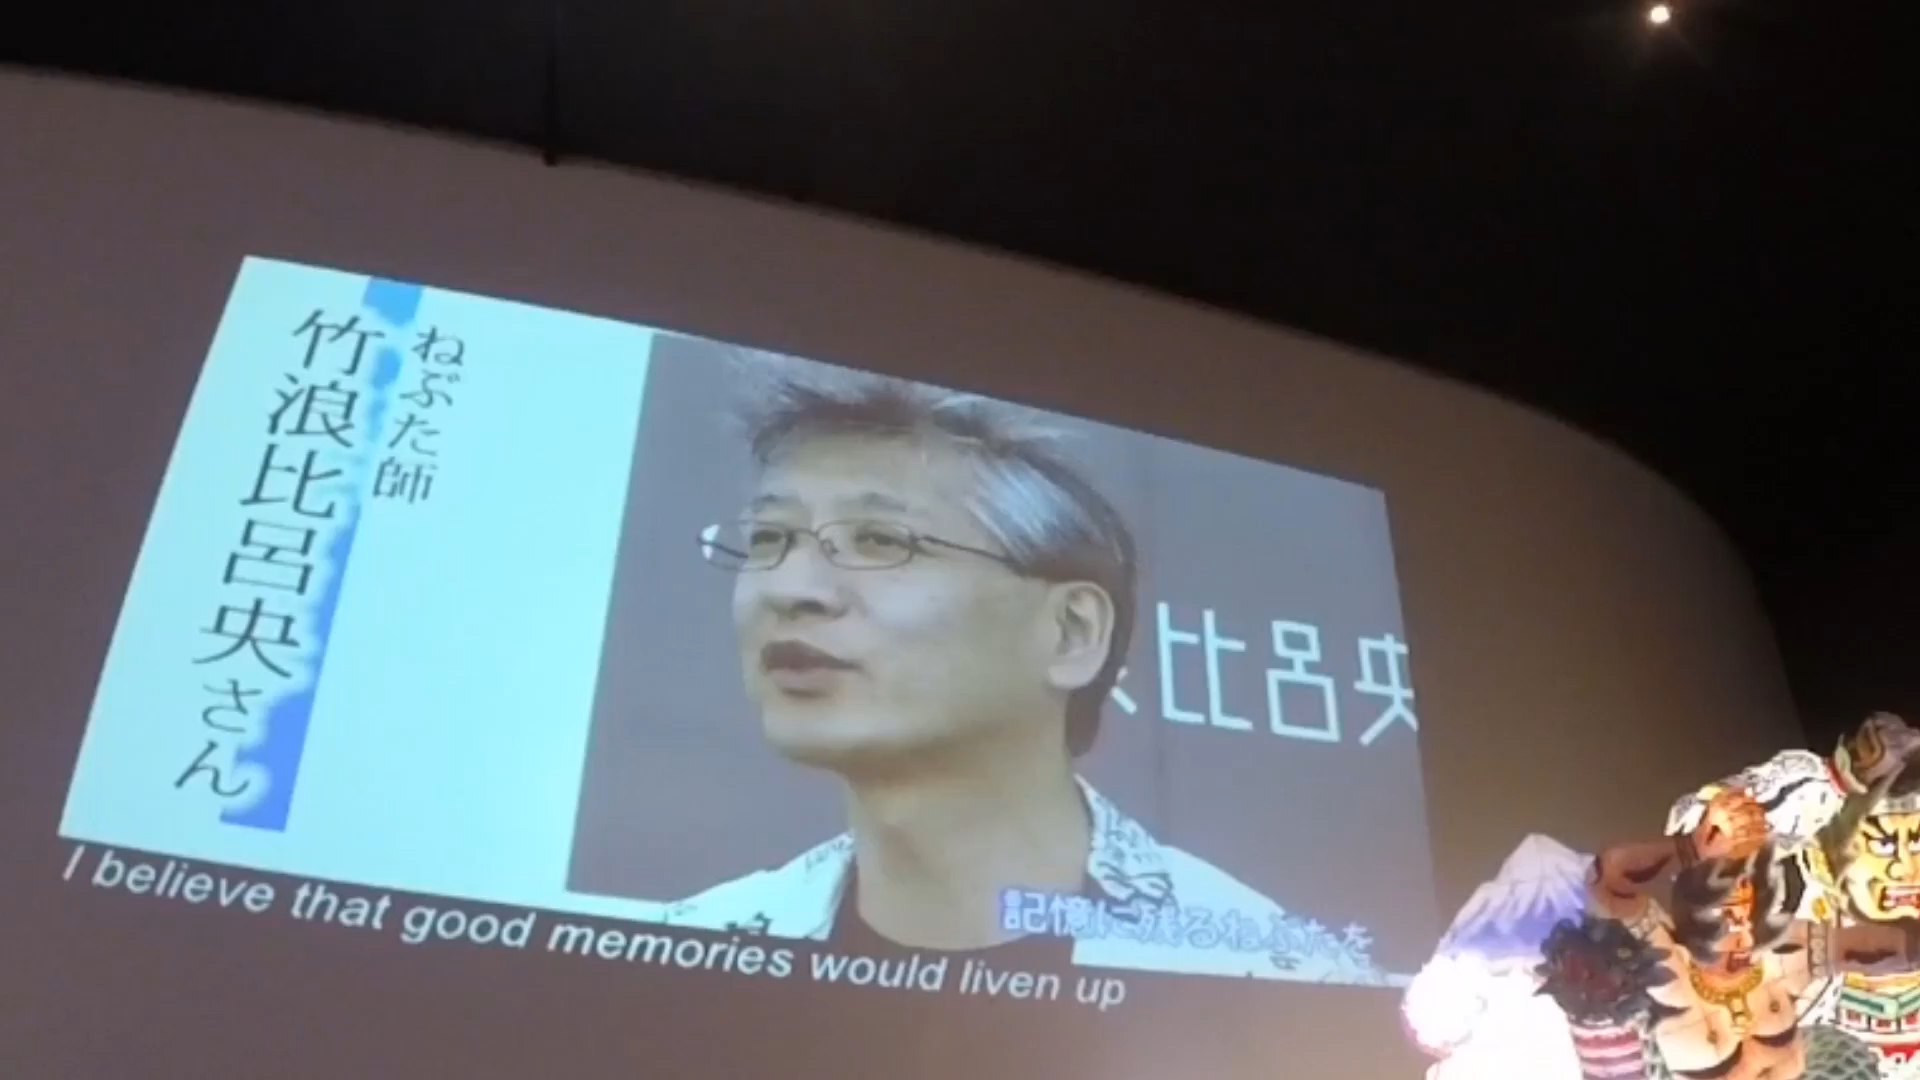 ねぶた師
竹浪比呂央さん
比呂央
記憶に残るねぶたを
I believe that good memories would liven up